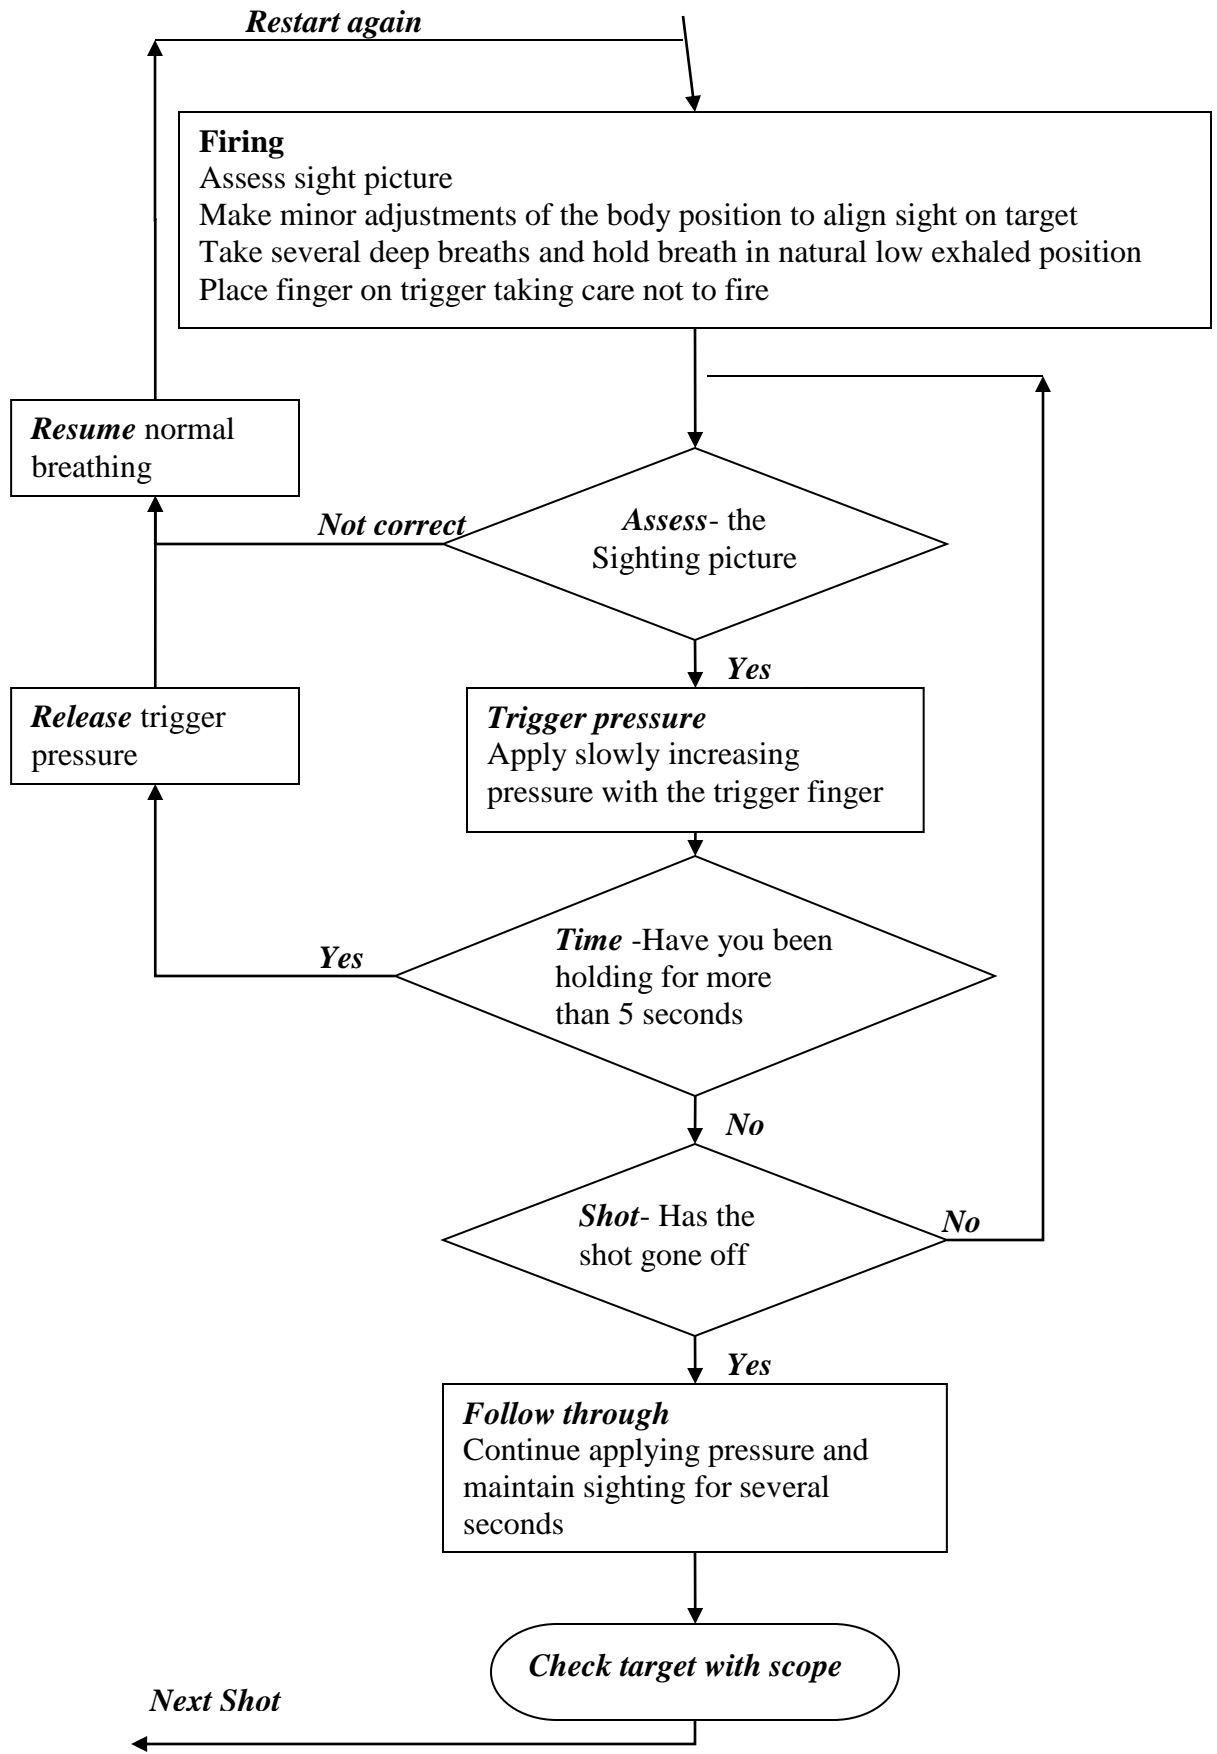 Restart again
Firing
Assess sight picture
Make minor adjustments of the body position to align sight on target
Take several deep breaths and hold breath in natural low exhaled position
Place finger on trigger taking care not to fire
Resume normal
breathing
Not correct
Assess- the
Sighting picture
Yes
Release trigger
pressure
Trigger pressure
Apply slowly increasing
pressure with the trigger finger
Yes
Time -Have you been
holding for more
than 5 seconds
No
Shot- Has the
shot gone off
No
Yes
Follow through
Continue applying pressure and
maintain sighting for several
seconds
Check target with scope
Next Shot